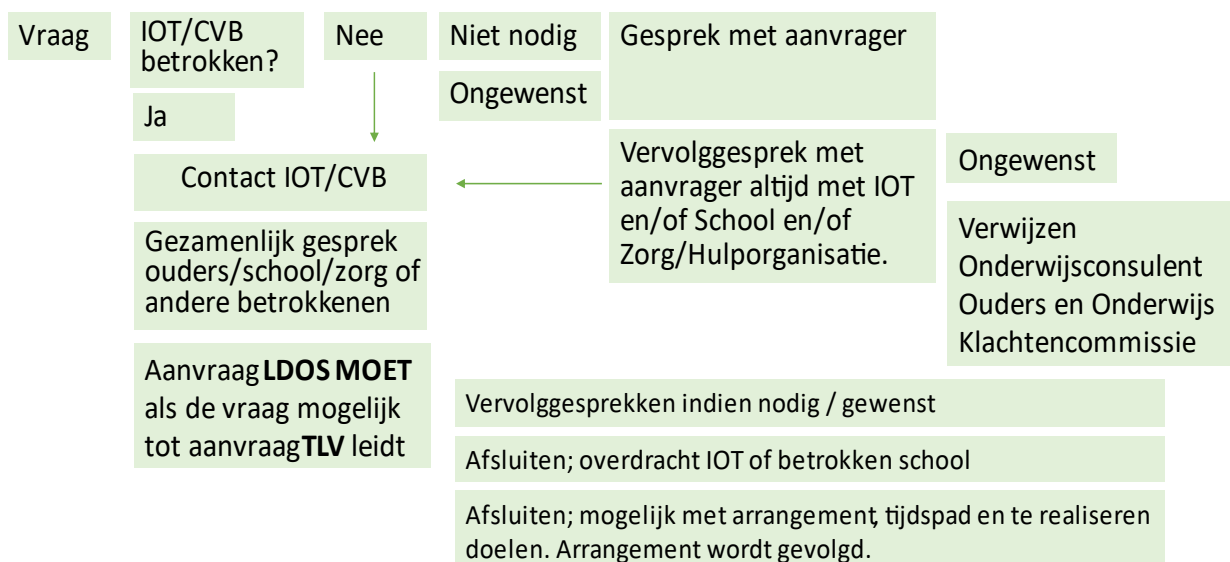 Vraag
IOT/CVB
betrokken?
Nee
Niet nodig
Gesprek met aanvrager
Ongewenst
Ja
Contact IOT/CVB
Vervolggesprek met
aanvrager altijd met IOT
en/of School en/of
Zorg/Hulporganisatie.
Ongewenst
Verwijzen
Onderwijsconsulent
Ouders en Onderwijs
Klachtencommissie
Gezamenlijk gesprek
ouders/school/zorg of
andere betrokkenen
Aanvraag LDOS MOET
als de vraag mogelijk
tot aanvraag TLV leidt
Vervolggesprekken indien nodig / gewenst
Afsluiten; overdracht IOT of betrokken school
Afsluiten; mogelijk met arrangement, tijdspad en te realiseren
doelen. Arrangement wordt gevolgd.